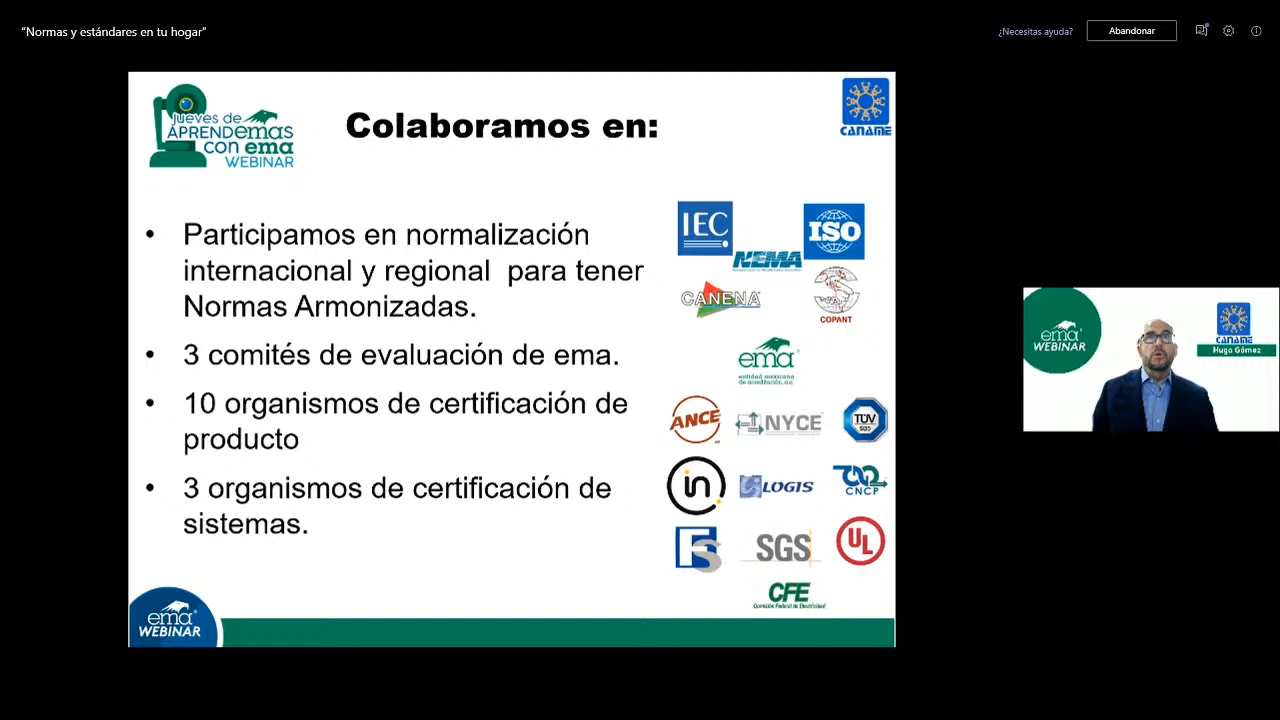 “Normas y estándares en tu hogar”
¿Necesitas ayuda?
Abandonar
jueves de
APRENDemas
con ema
WEBINAR
Colaboramos en:
CANAME
• Participamos en normalización
internacional y regional para tener
Normas Armonizadas.
• 3 comités de evaluación de ema.
• 10 organismos de certificación de
producto
• 3 organismos de certificación de
sistemas.
IEC
ISO
NEMA
CANENA
COPANT
ema
entidad mexicana
de acreditación, a.c.
ANCE
NYCE
TÜV
SÜD
in
LOGIS
CNCP
FS
SGS
UL
CFE
Comisión Federal de Electricidad
ema
WEBINAR
ema
WEBINAR
CANAME
Hugo Gómez